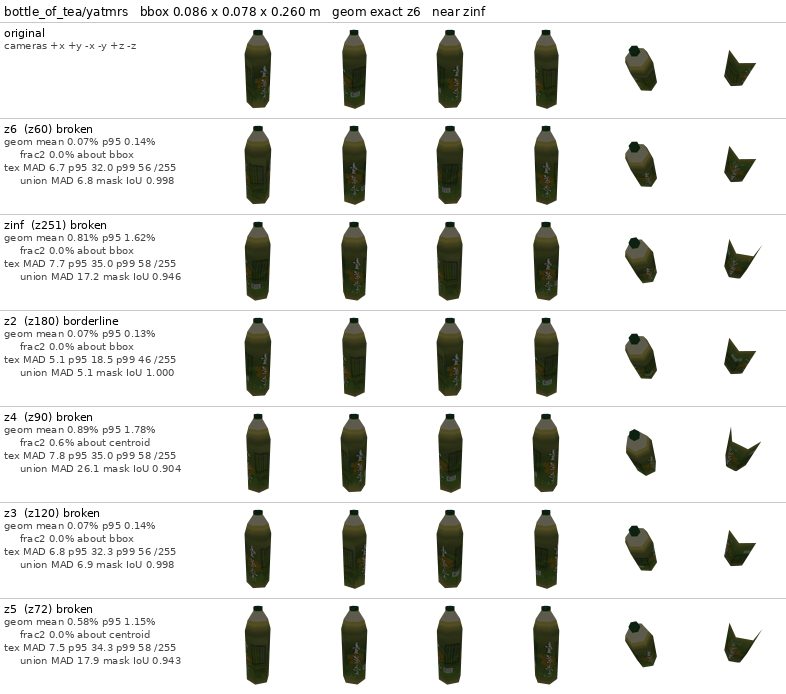 bottle_of_tea/yatmrs bbox 0.086 x 0.078 x 0.260 m geom exact z6 near zinf
original
cameras +x +y -x -y +z -z
z6 (z60) broken
geom mean 0.07% p95 0.14%
frac2 0.0% about bbox
tex MAD 6.7 p95 32.0 p99 56 /255
union MAD 6.8 mask IoU 0.998
zinf (z251) broken
geom mean 0.81% p95 1.62%
frac2 0.0% about bbox
tex MAD 7.7 p95 35.0 p99 58 /255
union MAD 17.2 mask IoU 0.946
z2 (z180) borderline
geom mean 0.07% p95 0.13%
frac2 0.0% about bbox
tex MAD 5.1 p95 18.5 p99 46 /255
union MAD 5.1 mask IoU 1.000
z4 (z90) broken
geom mean 0.89% p95 1.78%
frac2 0.6% about centroid
tex MAD 7.8 p95 35.0 p99 58 /255
union MAD 26.1 mask IoU 0.904
z3 (z120) broken
geom mean 0.07% p95 0.14%
frac2 0.0% about bbox
tex MAD 6.8 p95 32.3 p99 56 /255
union MAD 6.9 mask IoU 0.998
z5 (z72) broken
geom mean 0.58% p95 1.15%
frac2 0.0% about centroid
tex MAD 7.5 p95 34.3 p99 58 /255
union MAD 17.9 mask IoU 0.943